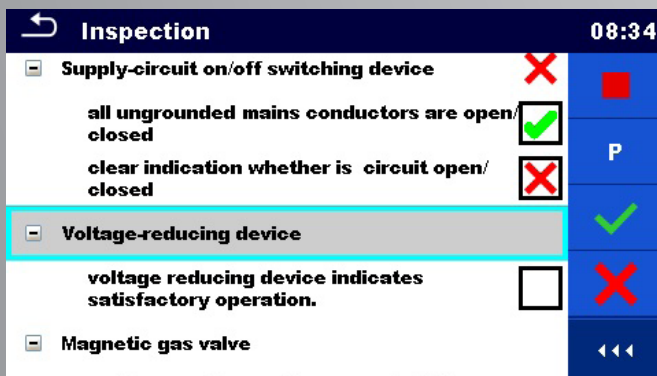 Inspection
08:34
Supply-circuit on/off switching device
all ungrounded mains conductors are open/
closed
clear indication whether is circuit open/
closed
P
Voltage-reducing device
voltage reducing device indicates
satisfactory operation.
Magnetic gas valve